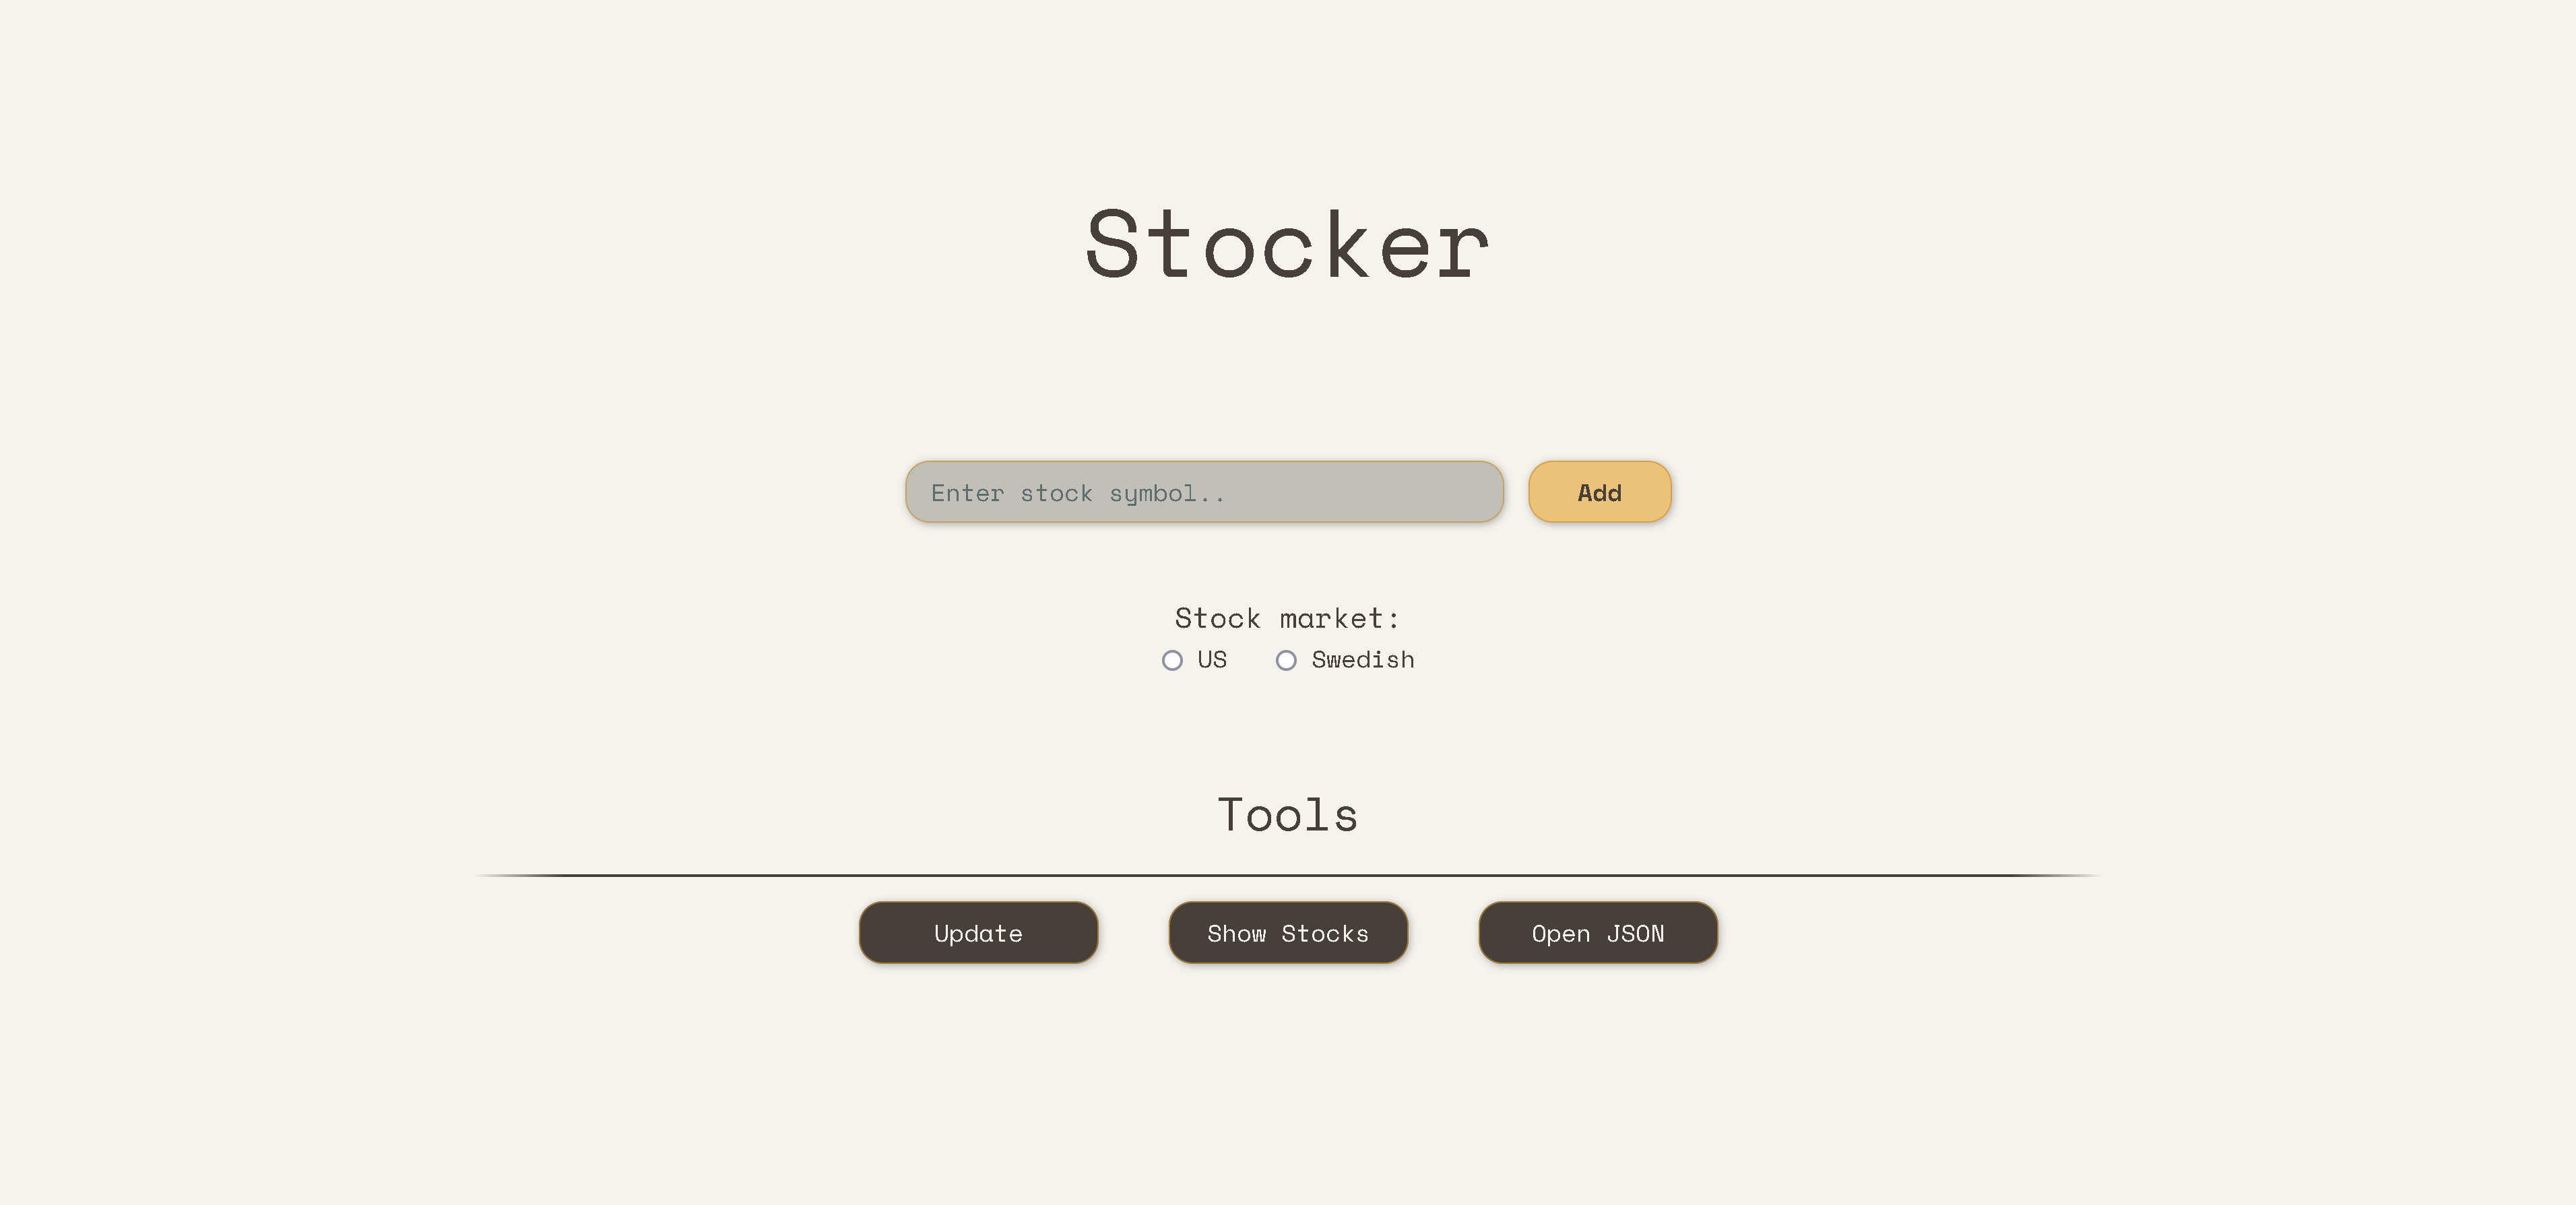 Stocker
Enter stock symbol..
Add
Stock market:
US Swedish
Tools
Update Show Stocks Open JSON